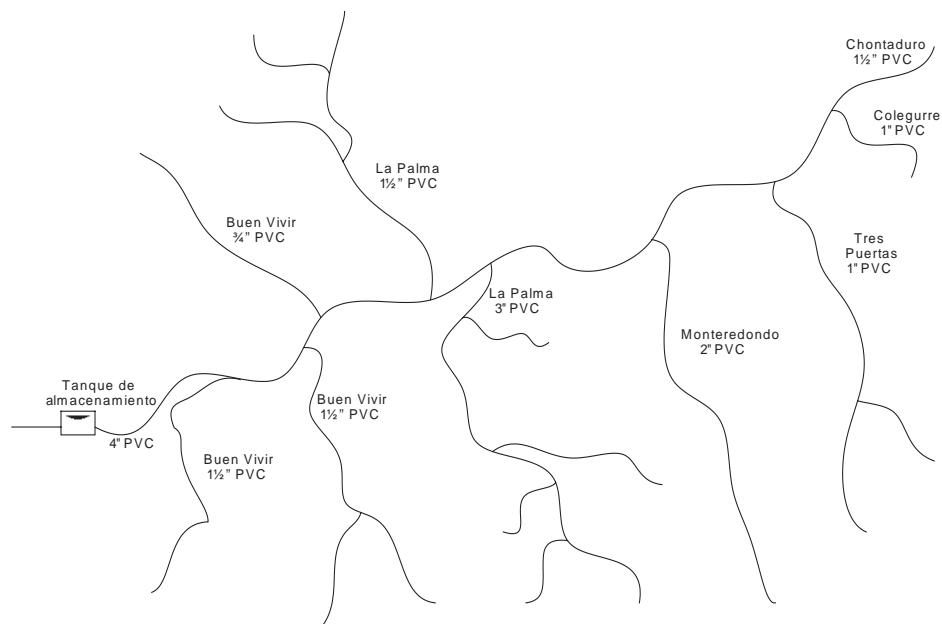 Chontaduro
1½” PVC
Colegurre
1" PVC
La Palma
1½” PVC
Buen Vivir
¾” PVC
Tres
Puertas
1" PVC
La Palma
3" PVC
Monteredondo
2" PVC
Tanque de
almacenamiento
4" PVC
Buen Vivir
1½” PVC
Buen Vivir
1½” PVC